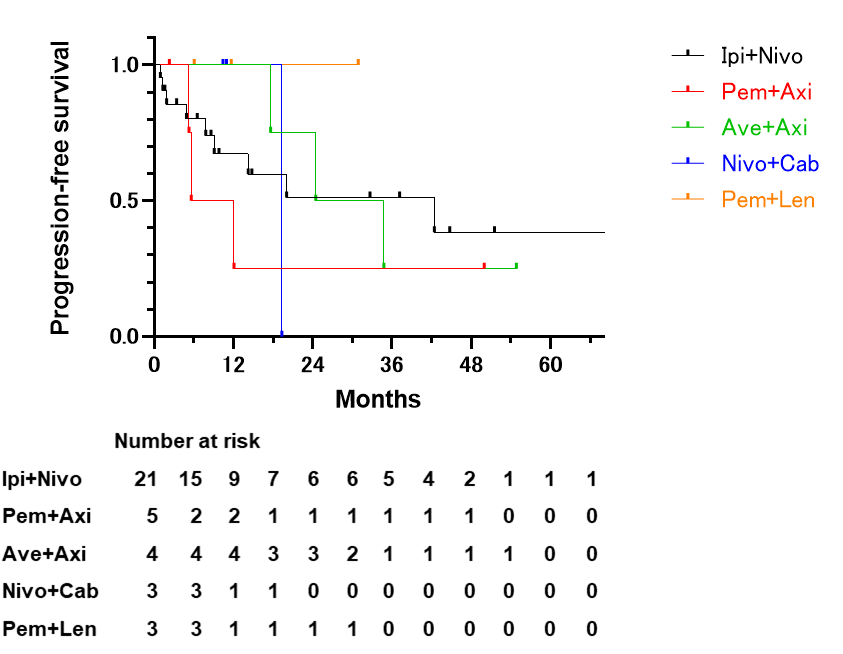 Progression-free survival
1.0
0.5
0.0
0 12 24 36 48 60
Months
Ipi+Nivo
Pem+Axi
Ave+Axi
Nivo+Cab
Pem+Len
Number at risk
Ipi+Nivo 21 15 9 7 6 6 5 4 2 1 1 1
Pem+Axi 5 2 2 1 1 1 1 1 1 0 0 0
Ave+Axi 4 4 4 3 3 2 1 1 1 1 0 0
Nivo+Cab 3 3 1 1 0 0 0 0 0 0 0 0
Pem+Len 3 3 1 1 1 1 0 0 0 0 0 0